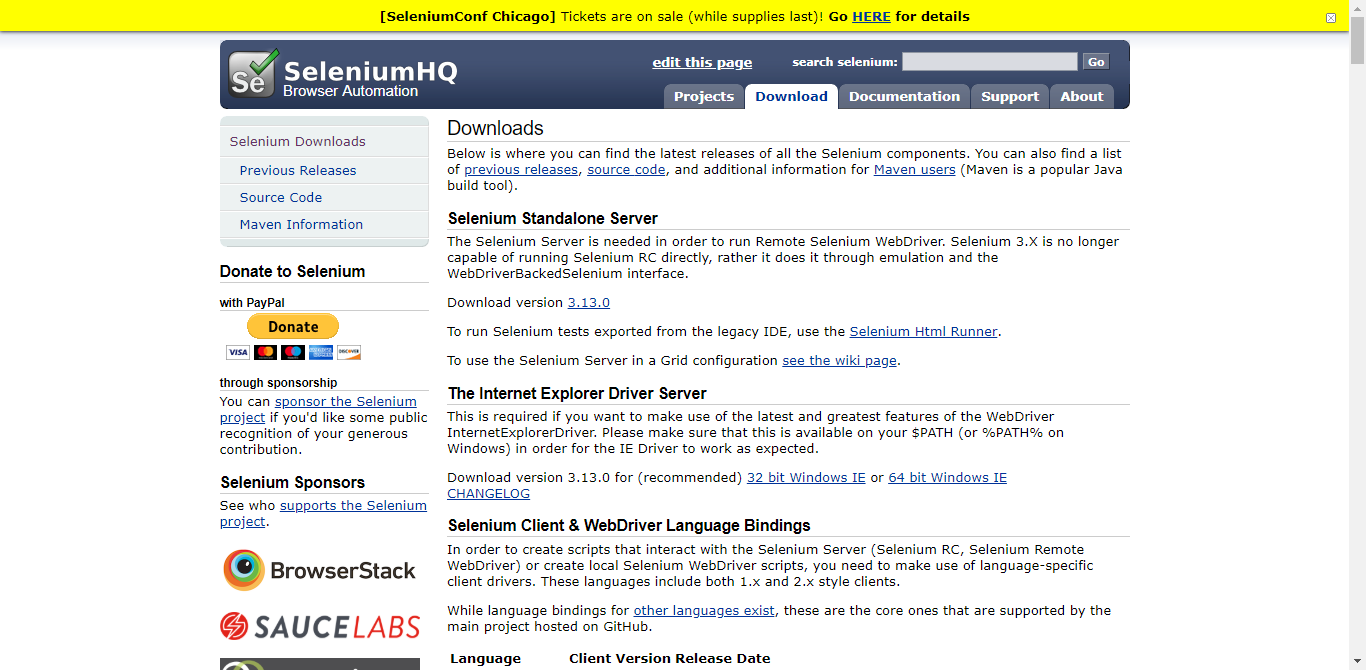 [SeleniumConf Chicago] Tickets are on sale (while supplies last)! Go HERE for details
Se
SeleniumHQ
Browser Automation
edit this page
search selenium:
Go
Projects
Download
Documentation
Support
About
Selenium Downloads
Previous Releases
Source Code
Maven Information
Donate to Selenium
with PayPal
Donate
VISA
DISCOVER
through sponsorship
You can sponsor the Selenium
project if you'd like some public
recognition of your generous
contribution.
Selenium Sponsors
See who supports the Selenium
project.
BrowserStack
SAUCELABS
Downloads
Below is where you can find the latest releases of all the Selenium components. You can also find a list
of previous releases, source code, and additional information for Maven users (Maven is a popular Java
build tool).
Selenium Standalone Server
The Selenium Server is needed in order to run Remote Selenium WebDriver. Selenium 3.X is no longer
capable of running Selenium RC directly, rather it does it through emulation and the
WebDriverBackedSelenium interface.
Download version 3.13.0
To run Selenium tests exported from the legacy IDE, use the Selenium Html Runner.
To use the Selenium Server in a Grid configuration see the wiki page.
The Internet Explorer Driver Server
This is required if you want to make use of the latest and greatest features of the WebDriver
InternetExplorerDriver. Please make sure that this is available on your $PATH (or %PATH% on
Windows) in order for the IE Driver to work as expected.
Download version 3.13.0 for (recommended) 32 bit Windows IE or 64 bit Windows IE
CHANGELOG
Selenium Client & WebDriver Language Bindings
In order to create scripts that interact with the Selenium Server (Selenium RC, Selenium Remote
WebDriver) or create local Selenium WebDriver scripts, you need to make use of language-specific
client drivers. These languages include both 1.x and 2.x style clients.
While language bindings for other languages exist, these are the core ones that are supported by the
main project hosted on GitHub.
Language Client Version Release Date